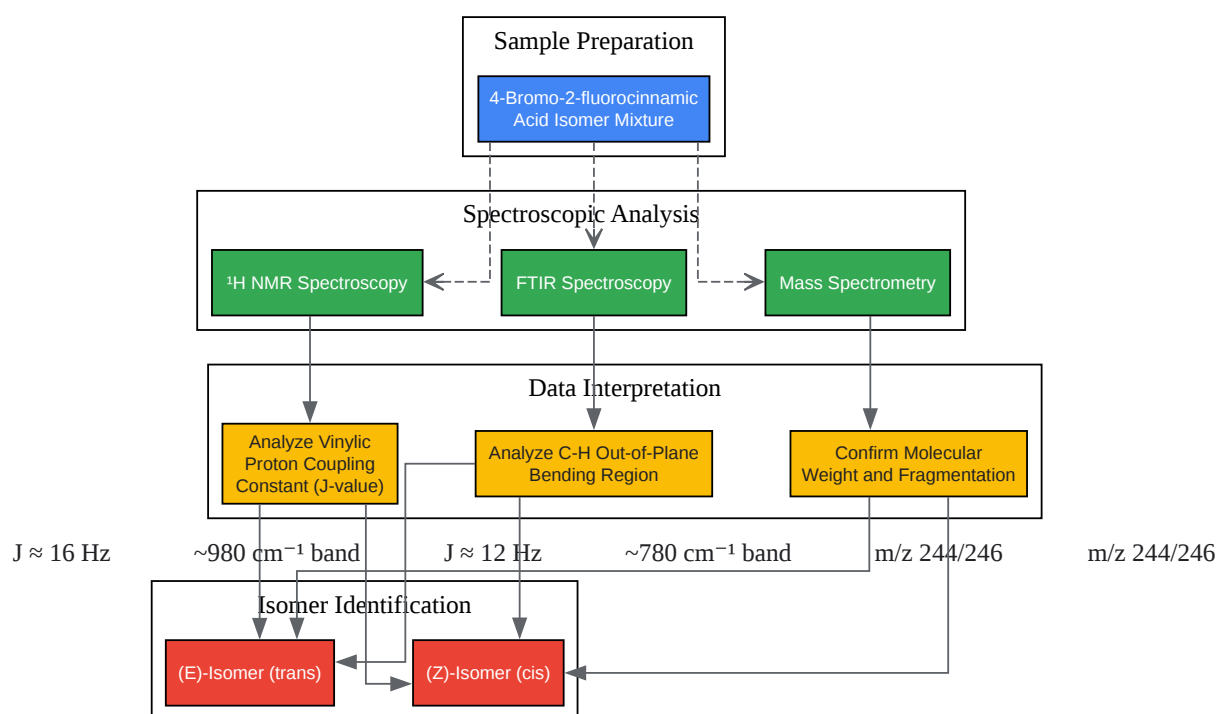 Sample Preparation
4-Bromo-2-fluorocinnamic
Acid Isomer Mixture
Spectroscopic Analysis
¹H NMR Spectroscopy
FTIR Spectroscopy
Mass Spectrometry
Data Interpretation
Analyze Vinylic
Proton Coupling
Constant (J-value)
Analyze C-H Out-of-Plane
Bending Region
Confirm Molecular
Weight and Fragmentation
J ≈ 16 Hz
~980 cm⁻¹ band
J ≈ 12 Hz
~780 cm⁻¹ band
m/z 244/246
m/z 244/246
Isomer Identification
(E)-Isomer (trans)
(Z)-Isomer (cis)